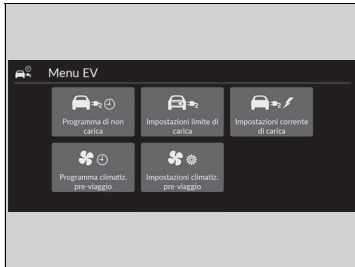 Menu EV
Programma di non
carica
Impostazioni limite di
carica
Impostazioni corrente
di carica
Programma climatiz.
pre-viaggio
Impostazioni climatiz.
pre-viaggio